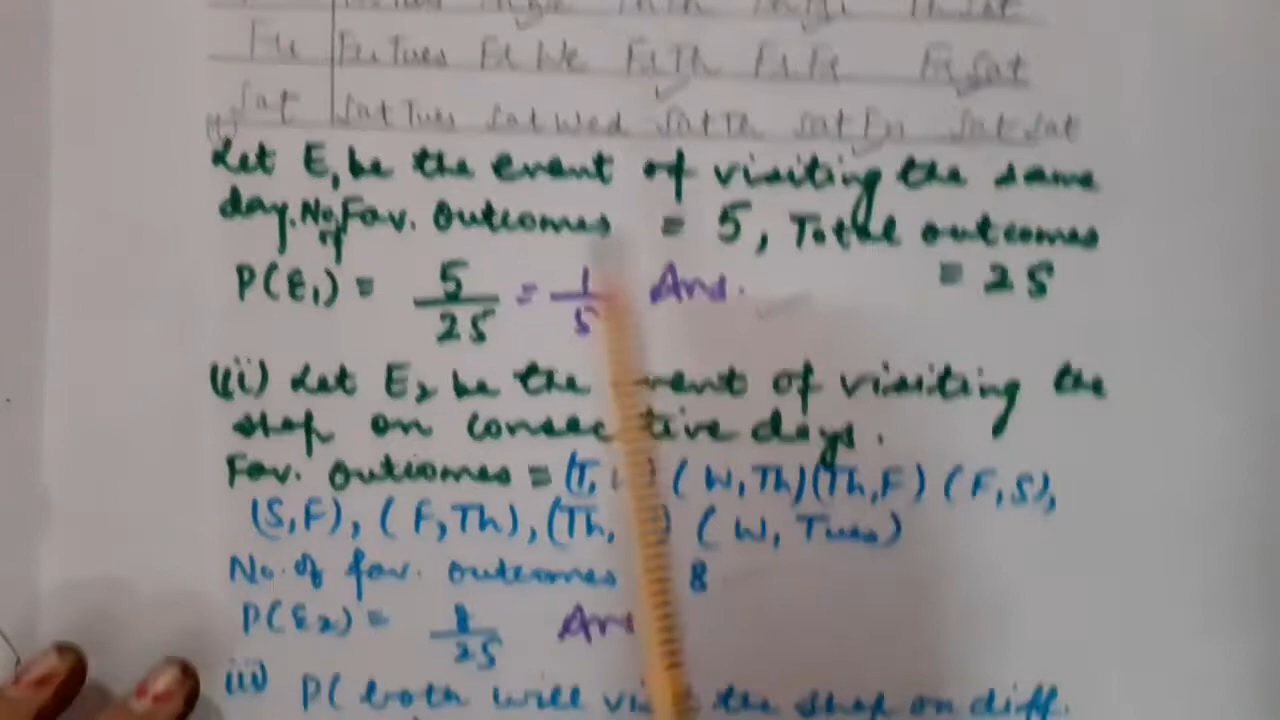 Fri Fri Tues Fri We Fri Th Fri Fri Fri Sat
Sat Sat Tues Sat Wed Sat Th Sat Fri Sat Sat
Let E₁ be the event of visiting the same
day. No. of Fav. outcomes = 5, Total outcomes
= 25
P(E₁) = 5/25 = 1/5 Ans.
(ii) Let E₂ be the event of visiting the
shop on consecutive days.
Fav. outcomes = (T, ) (W, Th) (Th, F) (F, S),
(S, F), (F, Th), (Th, ) (W, Tues)
No. of fav. outcomes 8
P(E₂) = 8/25 Ans
iii) P( both will visit the shop on diff.